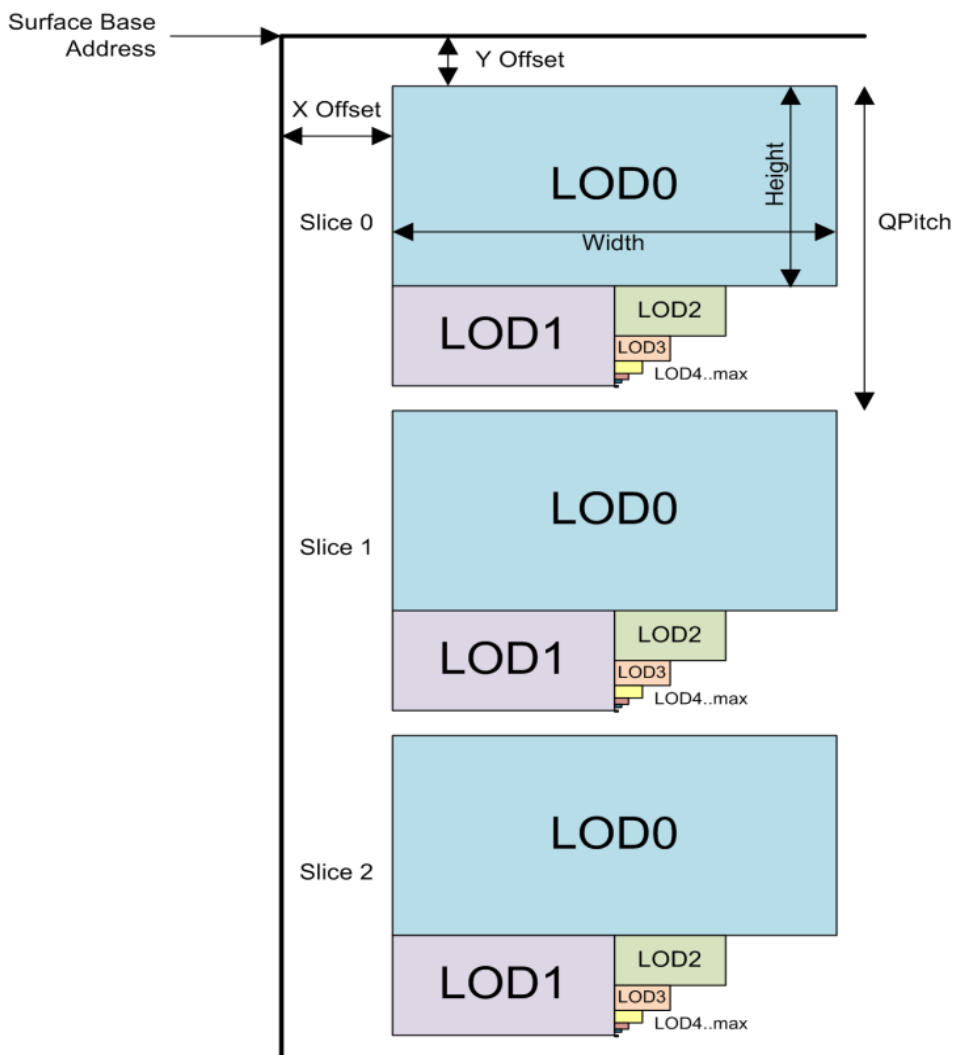 Surface Base
Address
Y Offset
X Offset
LOD0
Height
Slice 0
QPitch
Width
LOD1
LOD2
LOD3
LOD4..max
LOD0
Slice 1
LOD1
LOD2
LOD3
LOD4..max
LOD0
Slice 2
LOD1
LOD2
LOD3
LOD4..max